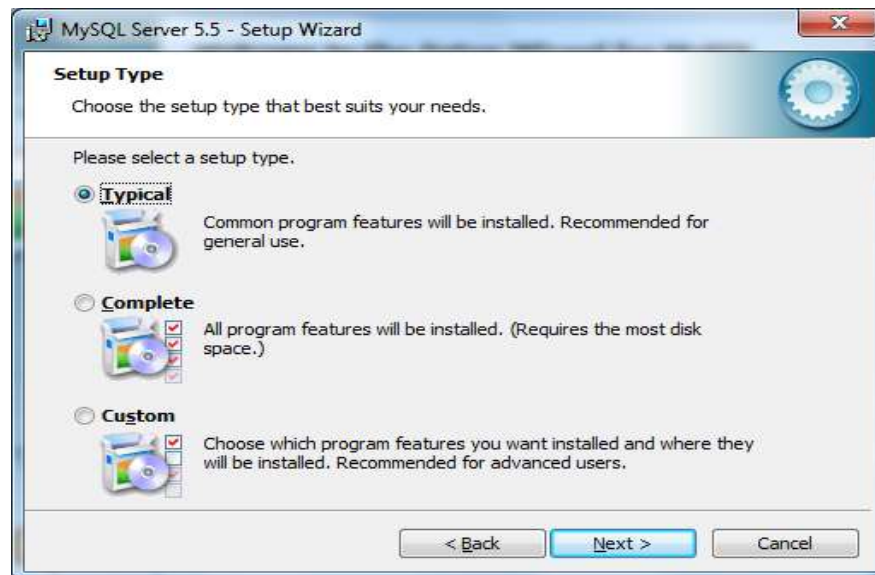 MySQL Server 5.5 - Setup Wizard
Setup Type
Choose the setup type that best suits your needs.
Please select a setup type.
Typical
Common program features will be installed. Recommended for
general use.
Complete
All program features will be installed. (Requires the most disk
space.)
Custom
Choose which program features you want installed and where they
will be installed. Recommended for advanced users.
< Back
Next >
Cancel